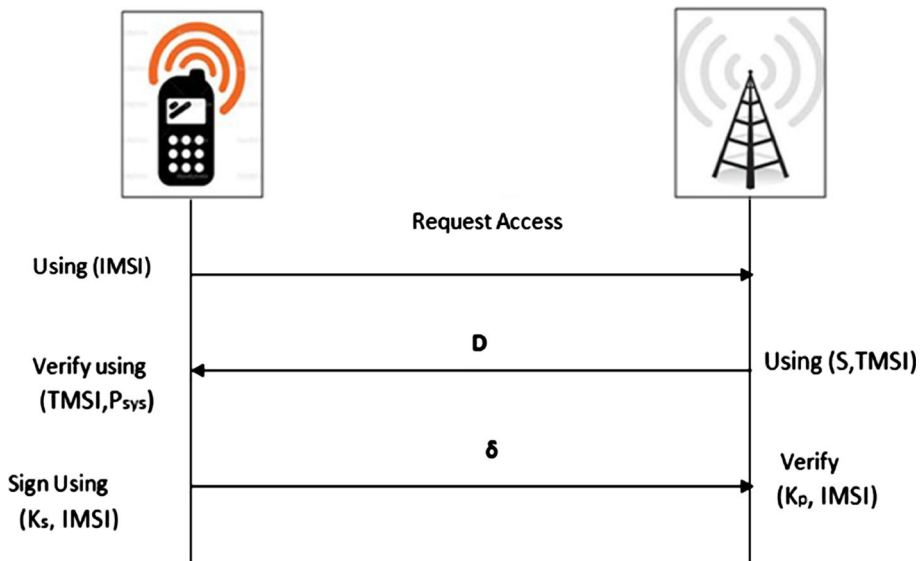 Request Access
Using (IMSI)
D
Verify using
(TMSI,Psys)
Using (S,TMSI)
δ
Sign Using
(Ks, IMSI)
Verify
(Kp, IMSI)